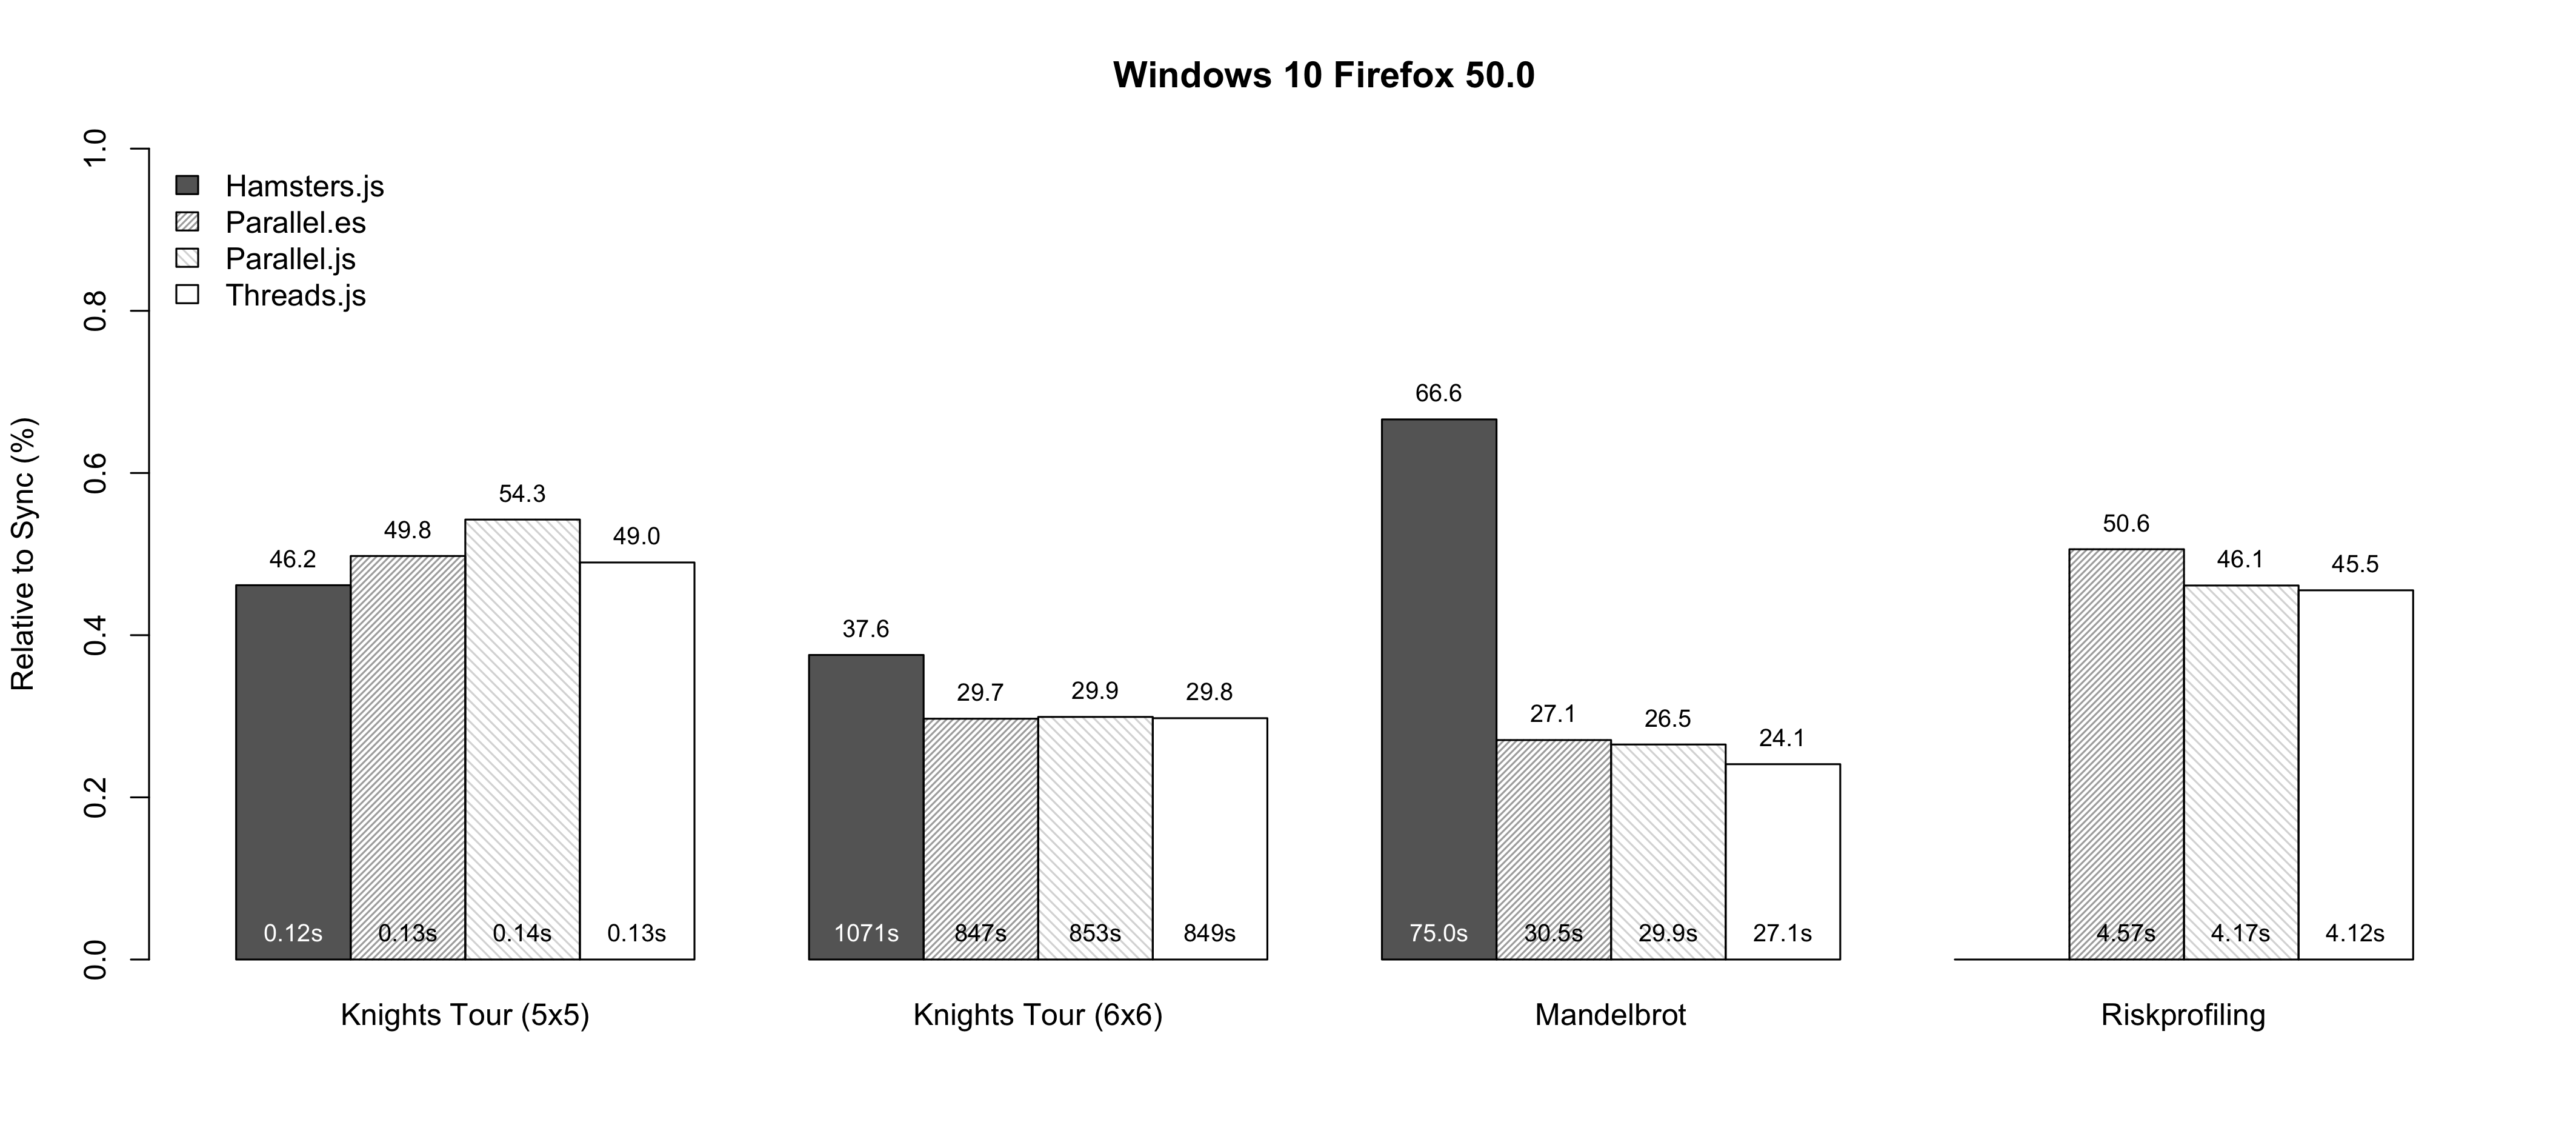 Windows 10 Firefox 50.0
Relative to Sync (%)
1.0
0.8
0.6
0.4
0.2
0.0
Hamsters.js
Parallel.es
Parallel.js
Threads.js
46.2
49.8
54.3
49.0
0.12s
0.13s
0.14s
0.13s
Knights Tour (5x5)
37.6
29.7
29.9
29.8
1071s
847s
853s
849s
Knights Tour (6x6)
66.6
27.1
26.5
24.1
75.0s
30.5s
29.9s
27.1s
Mandelbrot
50.6
46.1
45.5
4.57s
4.17s
4.12s
Riskprofiling